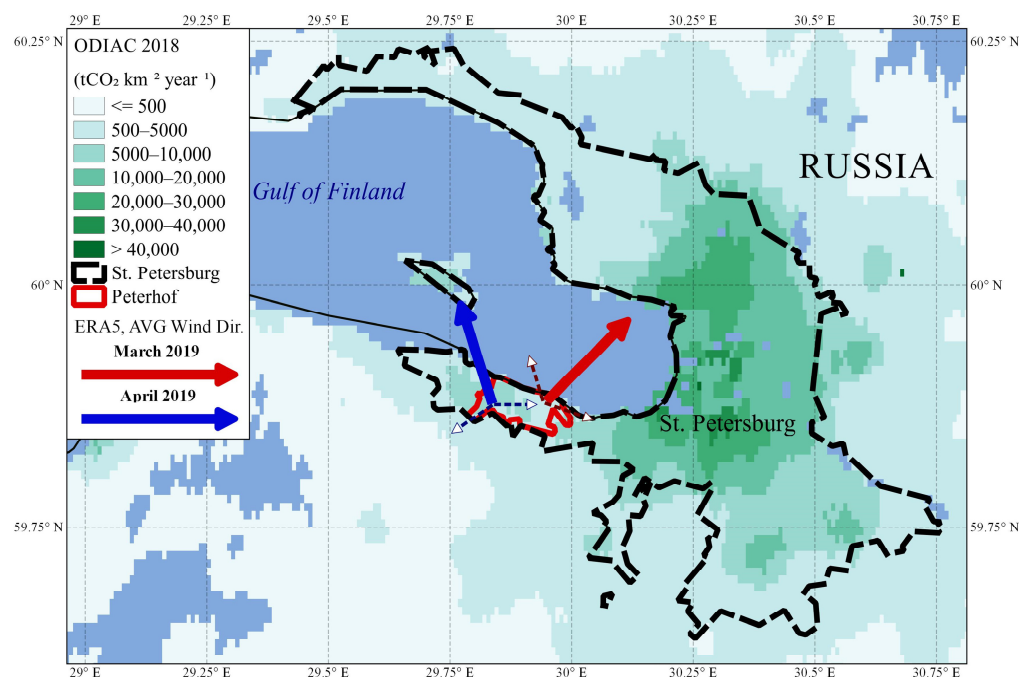 29° E 29.25° E 29.5° E 29.75° E 30° E 30.25° E 30.5° E 30.75° E
60.25° N 60.25° N
ODIAC 2018
(tCO₂ km ² year ¹)
<= 500
500–5000
5000–10,000
10,000–20,000
20,000–30,000
30,000–40,000
> 40,000
St. Petersburg
Peterhof
ERA5, AVG Wind Dir.
March 2019
April 2019
RUSSIA
Gulf of Finland
60° N 60° N
St. Petersburg
59.75° N 59.75° N
29° E 29.25° E 29.5° E 29.75° E 30° E 30.25° E 30.5° E 30.75° E